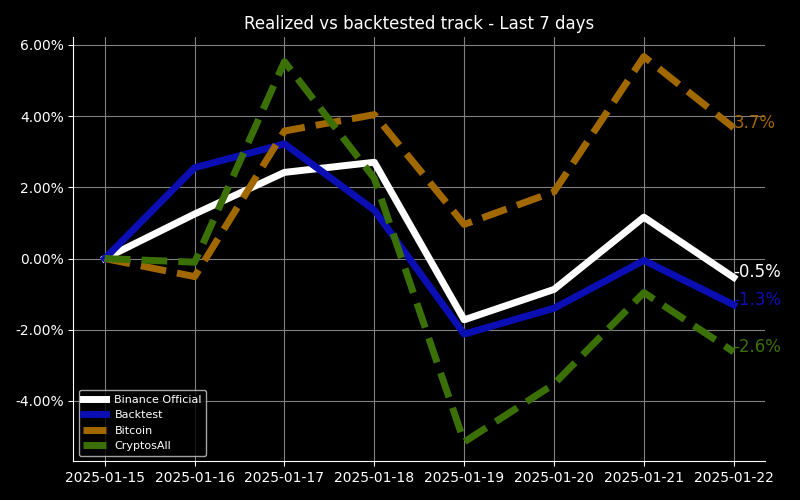 Realized vs backtested track - Last 7 days
6.00%
4.00%
2.00%
0.00%
-2.00%
-4.00%
3.7%
-0.5%
-1.3%
-2.6%
Binance Official
Backtest
Bitcoin
CryptosAll
2025-01-15 2025-01-16 2025-01-17 2025-01-18 2025-01-19 2025-01-20 2025-01-21 2025-01-22